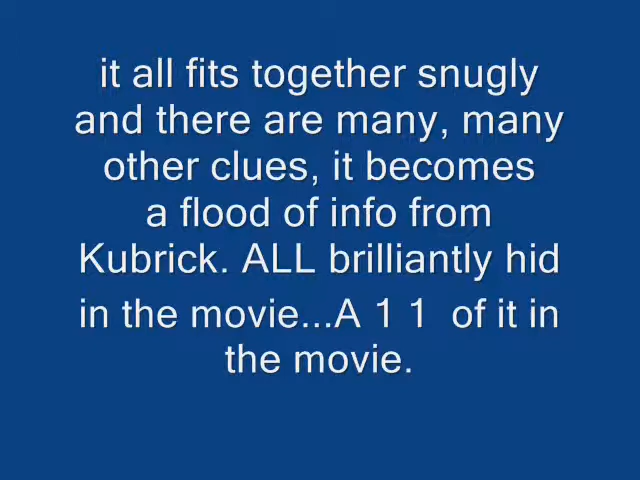 it all fits together snugly
and there are many, many
other clues, it becomes
a flood of info from
Kubrick. ALL brilliantly hid
in the movie...A 1 1  of it in
the movie.